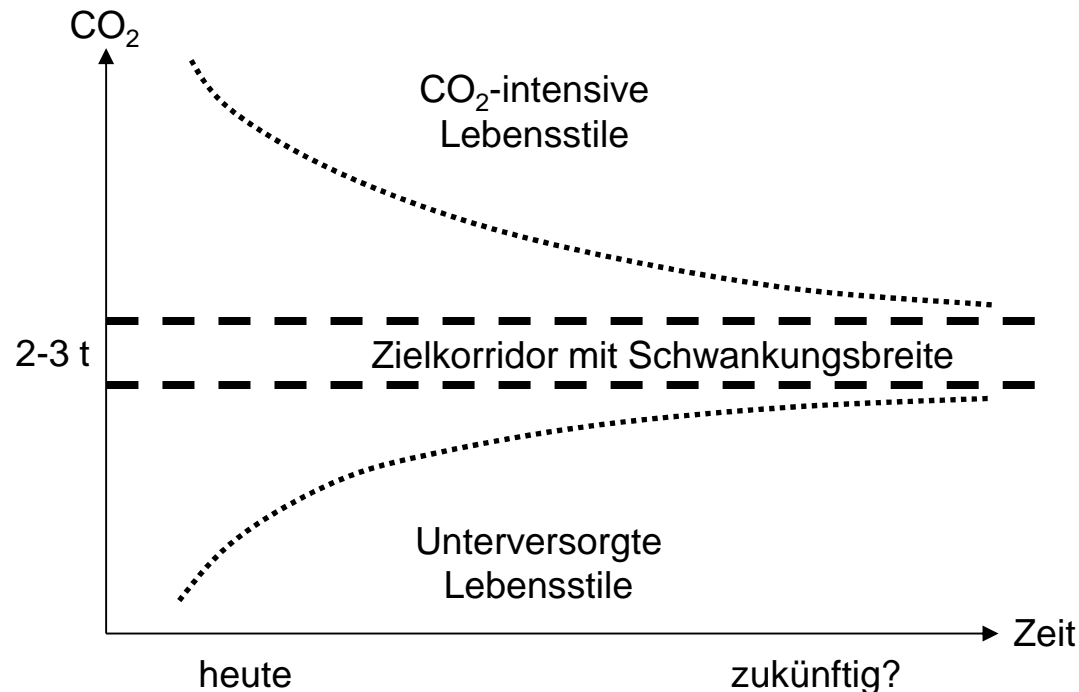 CO₂
CO₂-intensive
Lebensstile
2-3 t
Zielkorridor mit Schwankungsbreite
Unterversorgte
Lebensstile
Zeit
heute
zukünftig?